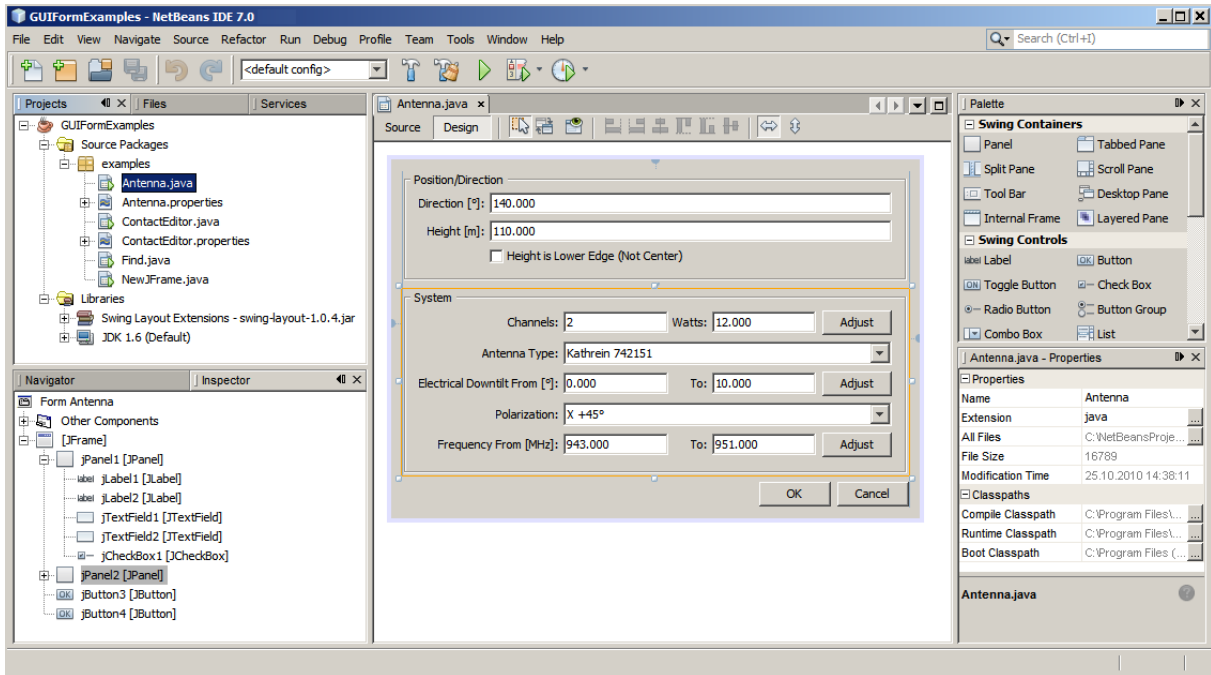 GUIFormExamples - NetBeans IDE 7.0
File Edit View Navigate Source Refactor Run Debug Profile Team Tools Window Help
Search (Ctrl+I)
<default config>
Projects Files Services
GUIFormExamples
Source Packages
examples
Antenna.java
Antenna.properties
ContactEditor.java
ContactEditor.properties
Find.java
NewJFrame.java
Libraries
Swing Layout Extensions - swing-layout-1.0.4.jar
JDK 1.6 (Default)
Navigator Inspector
Form Antenna
Other Components
[JFrame]
jPanel1 [JPanel]
label jLabel1 [JLabel]
label jLabel2 [JLabel]
jTextField1 [JTextField]
jTextField2 [JTextField]
jCheckBox1 [JCheckBox]
jPanel2 [JPanel]
OK jButton3 [JButton]
OK jButton4 [JButton]
Antenna.java
Source Design
Position/Direction
Direction [º]: 140.000
Height [m]: 110.000
Height is Lower Edge (Not Center)
System
Channels: 2 Watts: 12.000 Adjust
Antenna Type: Kathrein 742151
Electrical Downtilt From [º]: 0.000 To: 10.000 Adjust
Polarization: X +45º
Frequency From [MHz]: 943.000 To: 951.000 Adjust
OK Cancel
Palette
Swing Containers
Panel Tabbed Pane
Split Pane Scroll Pane
Tool Bar Desktop Pane
Internal Frame Layered Pane
Swing Controls
label Label OK Button
ON Toggle Button Check Box
Radio Button Button Group
Combo Box List
Antenna.java - Properties
Properties
Name Antenna
Extension java ...
All Files C:\NetBeansProje... ...
File Size 16789
Modification Time 25.10.2010 14:38:11
Classpaths
Compile Classpath C:\Program Files\... ...
Runtime Classpath C:\Program Files\... ...
Boot Classpath C:\Program Files (... ...
Antenna.java